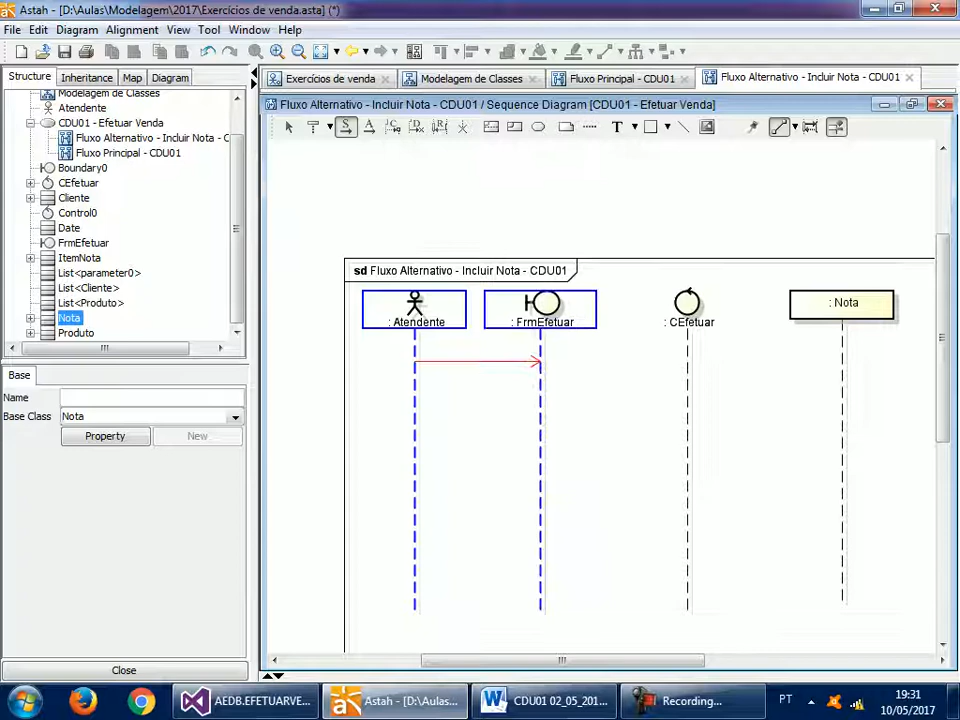 Astah - [D:\Aulas\Modelagem\2017\Exercícios de venda.asta] (*)
File Edit Diagram Alignment View Tool Window Help
Structure Inheritance Map Diagram
Exercícios de venda
Modelagem de Classes
Fluxo Principal - CDU01
Fluxo Alternativo - Incluir Nota - CDU01
Fluxo Alternativo - Incluir Nota - CDU01 / Sequence Diagram [CDU01 - Efetuar Venda]
Modelagem de Classes
Atendente
CDU01 - Efetuar Venda
Fluxo Alternativo - Incluir Nota - C
Fluxo Principal - CDU01
Boundary0
CEfetuar
Cliente
Control0
Date
FrmEfetuar
ItemNota
List<parameter0>
List<Cliente>
List<Produto>
Nota
Produto
Base
Name
Base Class Nota
Property New
Close
S A C D R T
sd Fluxo Alternativo - Incluir Nota - CDU01
: Atendente
: FrmEfetuar
: CEfetuar
: Nota
AEDB.EFETUARVE...
Astah - [D:\Aulas...
CDU01 02_05_201...
Recording...
PT
19:31
10/05/2017